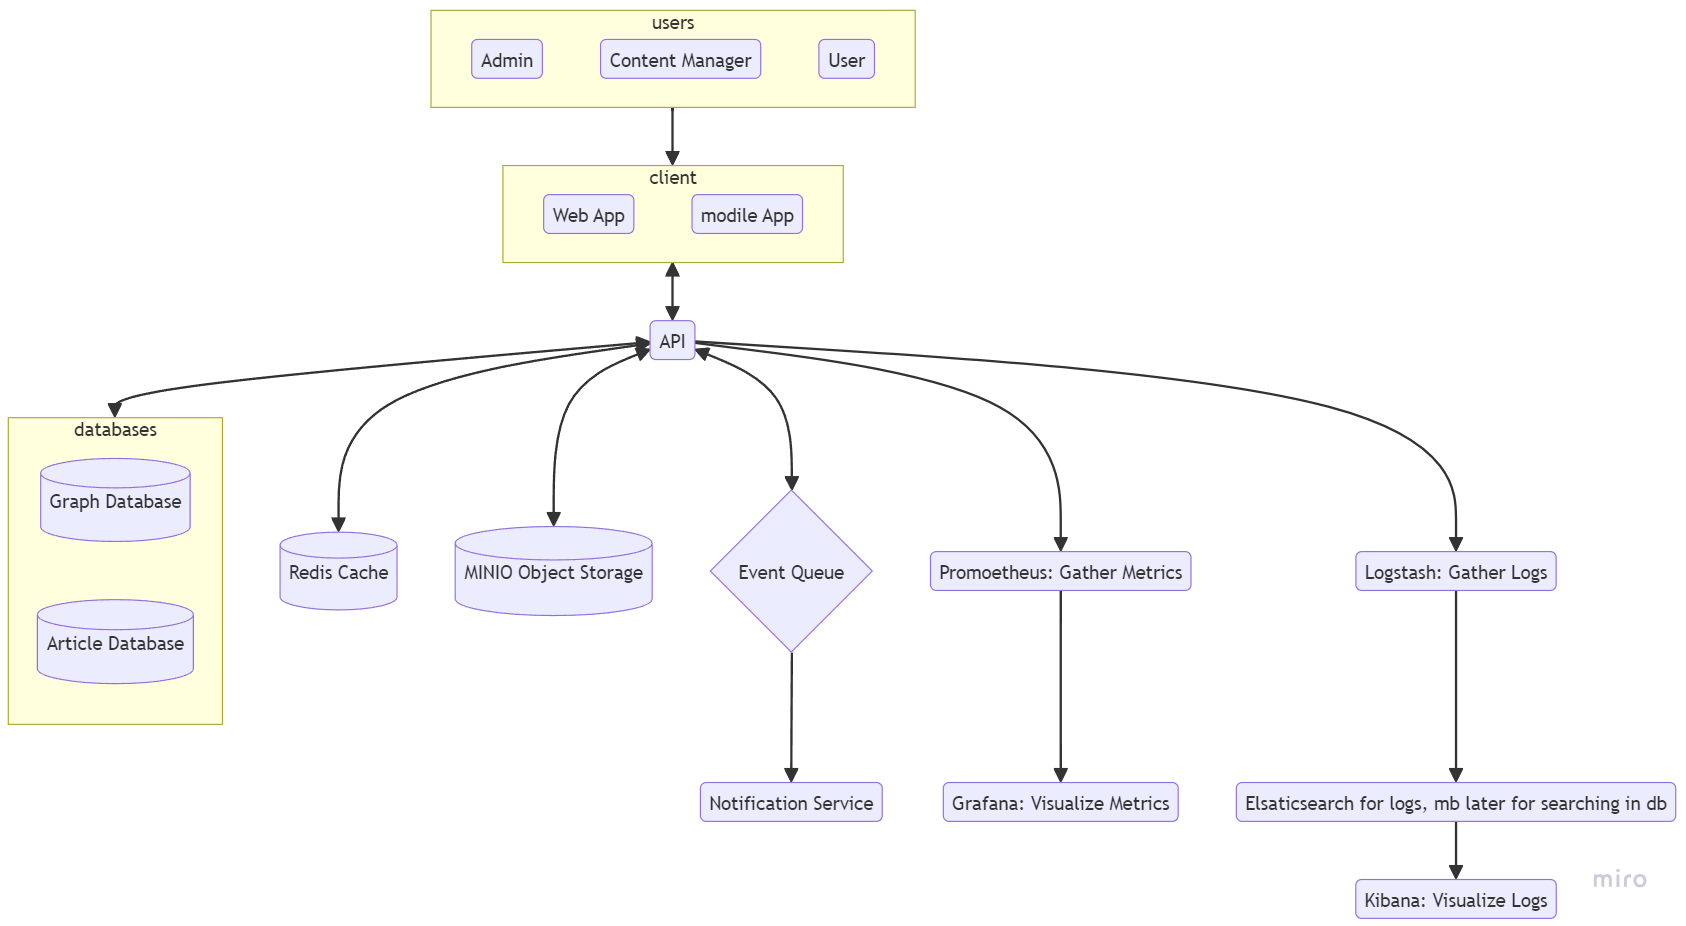 users
Admin
Content Manager
User
client
Web App
modile App
API
databases
Graph Database
Article Database
Redis Cache
MINIO Object Storage
Event Queue
Promoetheus: Gather Metrics
Logstash: Gather Logs
Notification Service
Grafana: Visualize Metrics
Elsaticsearch for logs, mb later for searching in db
Kibana: Visualize Logs
miro